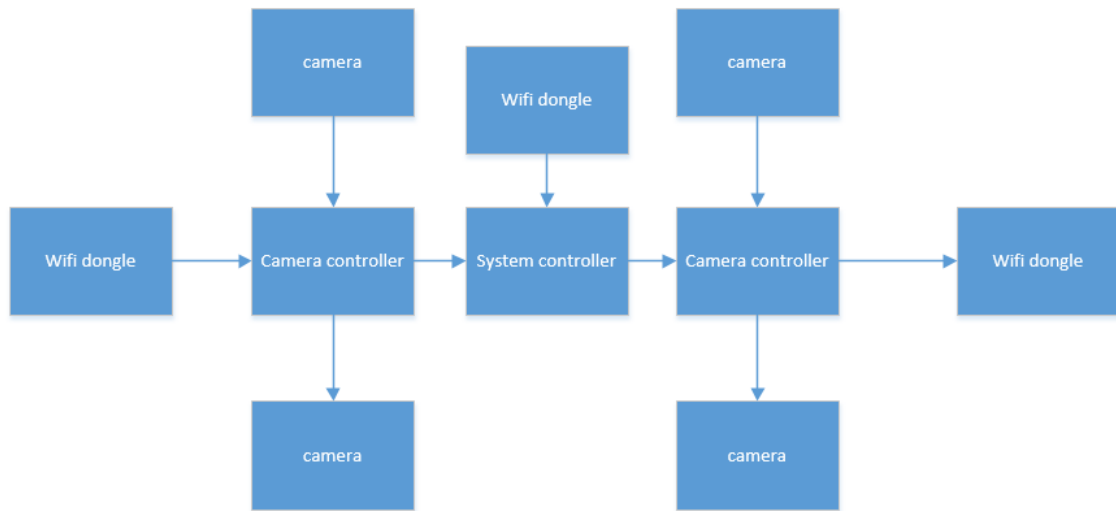 camera
Wifi dongle
camera
Wifi dongle
Camera controller
System controller
Camera controller
Wifi dongle
camera
camera